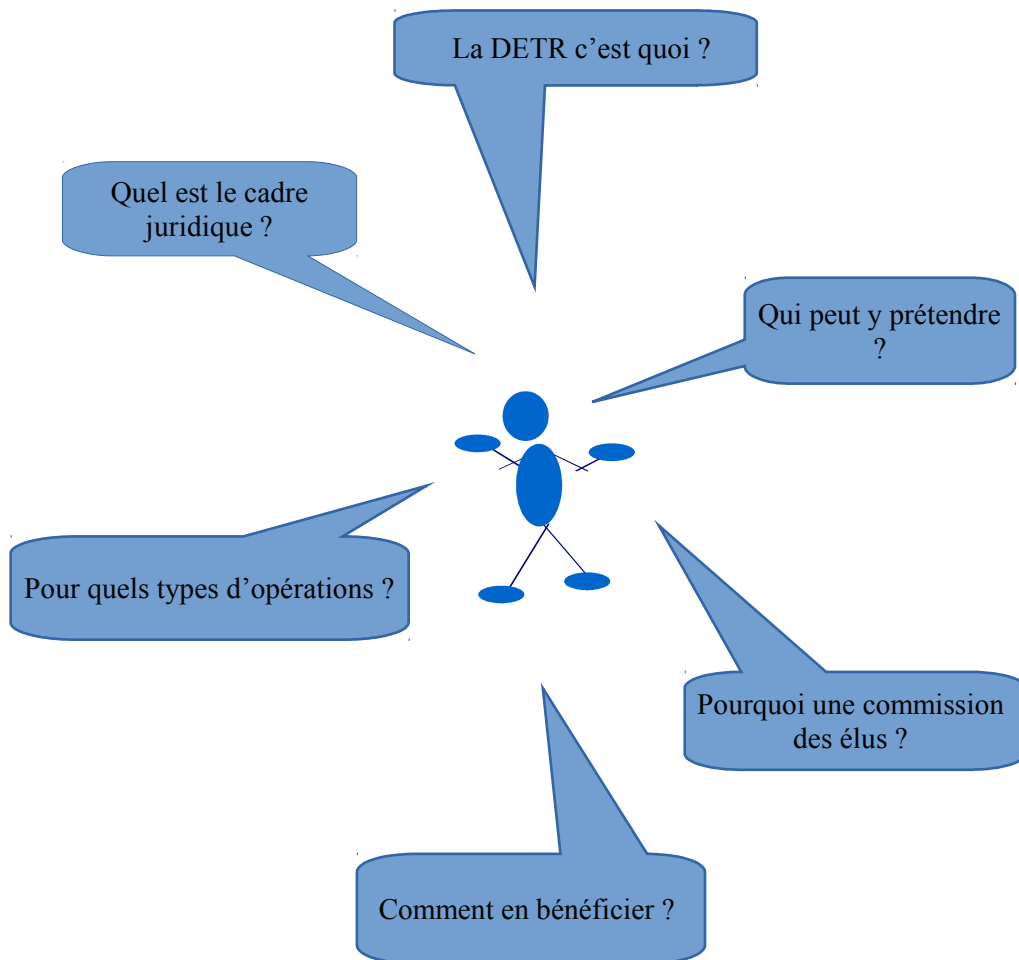 La DETR c’est quoi ?
Quel est le cadre
juridique ?
Qui peut y prétendre
?
Pour quels types d’opérations ?
Pourquoi une commission
des élus ?
Comment en bénéficier ?